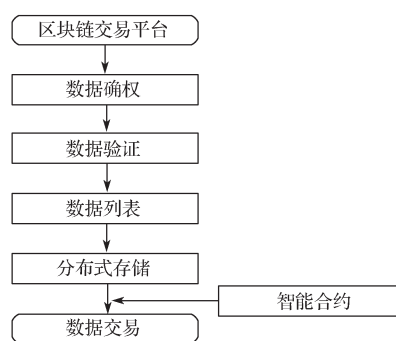 区块链交易平台
数据确权
数据验证
数据列表
分布式存储
智能合约
数据交易